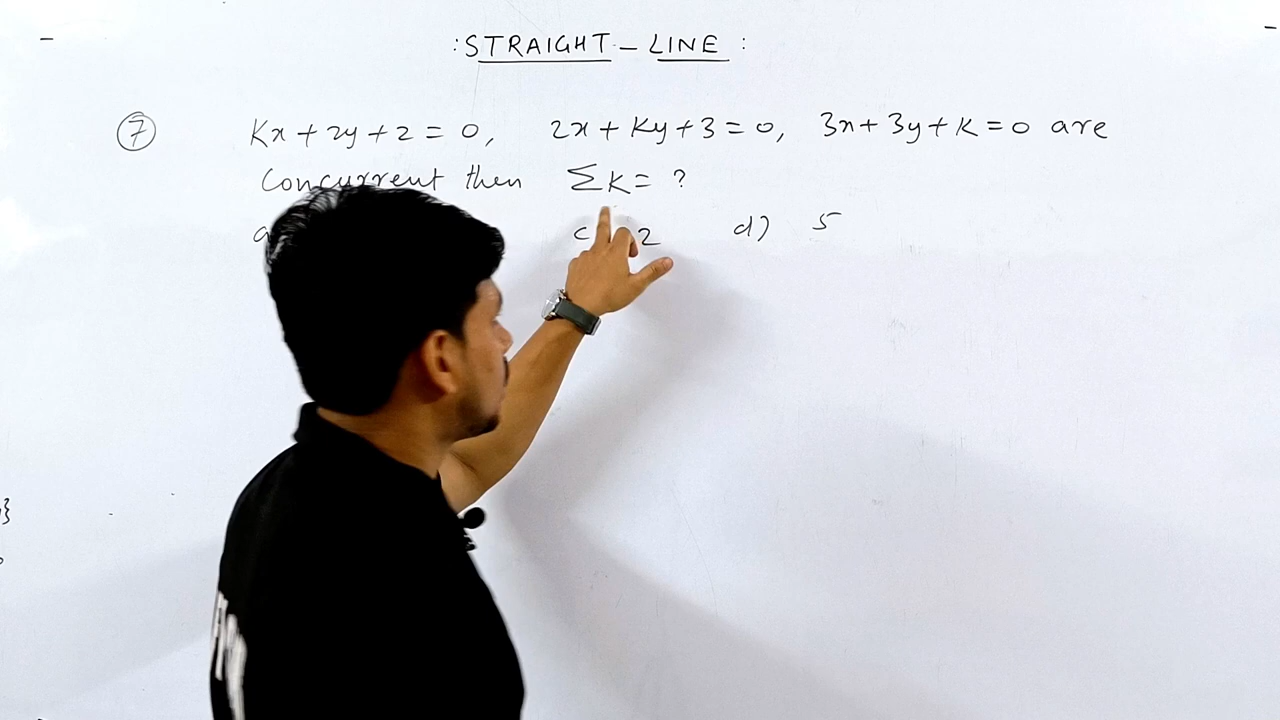 : STRAIGHT - LINE :
⑦ Kx + 2y + 2 = 0, 2x + Ky + 3 = 0, 3x + 3y + K = 0 are
Concurrent then ΣK = ?
a c 2 d) 5